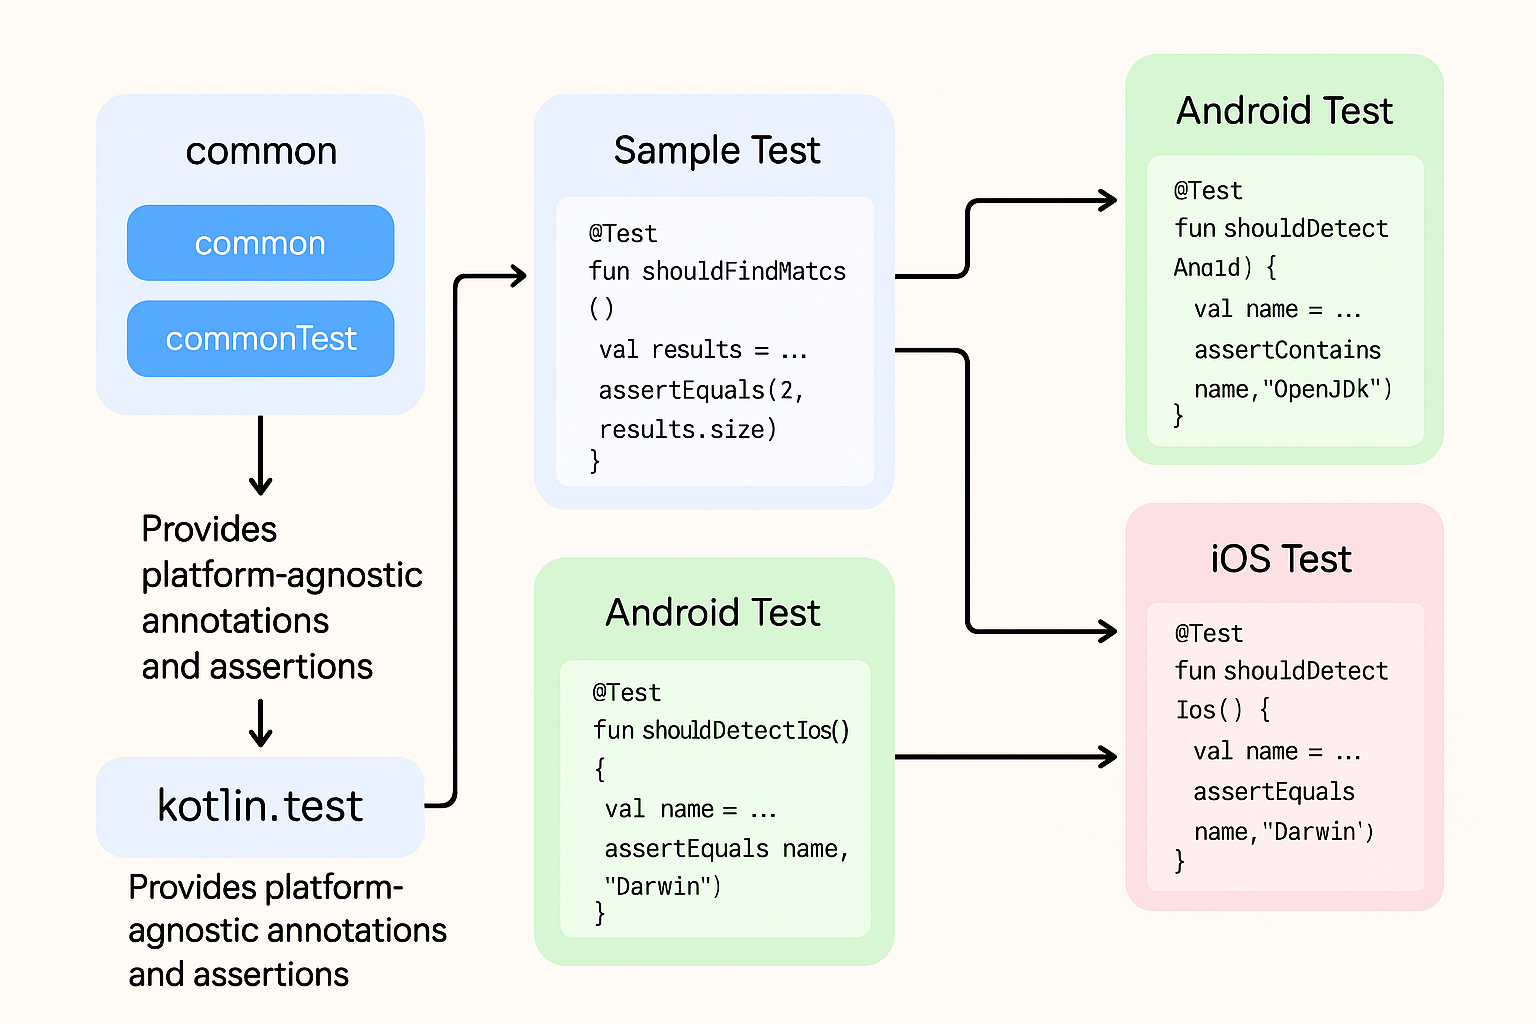 common
common
commonTest
Provides
platform-agnostic
annotations
and assertions
kotlin.test
Provides platform-
agnostic annotations
and assertions
Sample Test
@Test
fun shouldFindMatcs
()
val results = ...
assertEquals(2,
results.size)
}
Android Test
@Test
fun shouldDetectIos()
{
val name = ...
assertEquals name,
"Darwin")
}
Android Test
@Test
fun shouldDetect
Anɑld) {
val name = ...
assertContains
name,"OpenJDk")
}
iOS Test
@Test
fun shouldDetect
Ios() {
val name = ...
assertEquals
name,"Darwin')
}